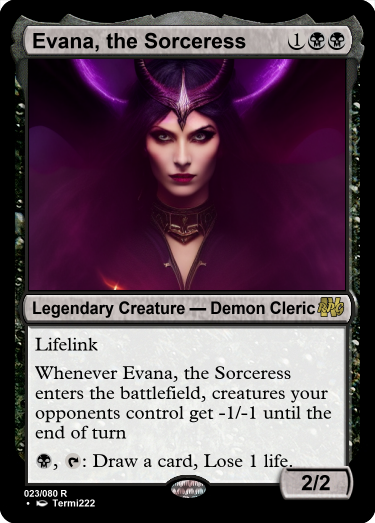 Evana, the Sorceress 1
Legendary Creature — Demon Cleric
Lifelink
Whenever Evana, the Sorceress
enters the battlefield, creatures your
opponents control get -1/-1 until the
end of turn
, : Draw a card, Lose 1 life.
2/2
023/080 R
• Termi222